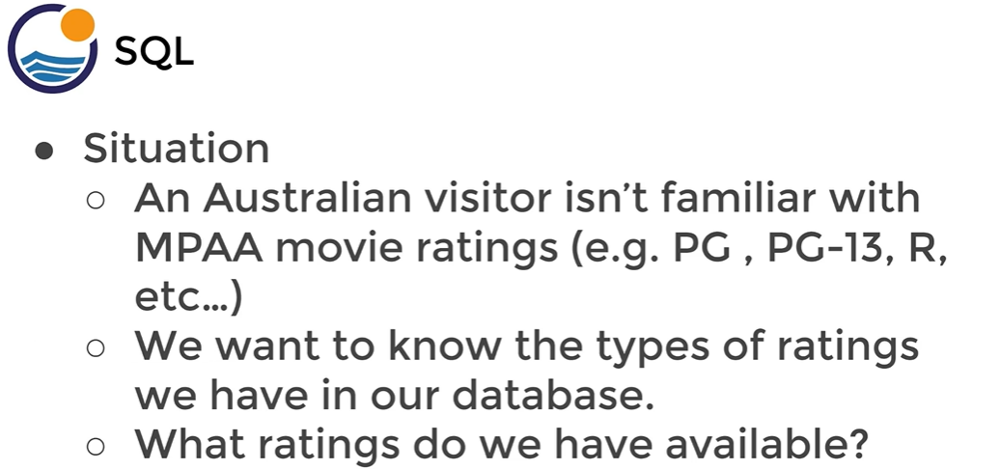 SQL
● Situation
○ An Australian visitor isn’t familiar with
MPAA movie ratings (e.g. PG , PG-13, R,
etc...)
○ We want to know the types of ratings
we have in our database.
○ What ratings do we have available?